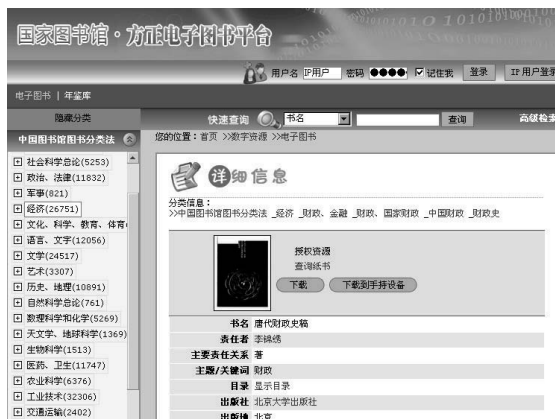 国家图书馆·方正电子图书平台
用户名 IP用户 密码 ●●●● 记住我 登录 IP用户登
电子图书 | 年鉴库
隐藏分类
快速查询 书名 查询 高级检索
中国图书馆图书分类法
您的位置：首页 >>数字资源 >>电子图书
社会科学总论(5253)
政治、法律(11832)
军事(821)
经济(26751)
文化、科学、教育、体育
语言、文字(12056)
文学(24517)
艺术(3307)
历史、地理(10891)
自然科学总论(761)
数理科学和化学(5269)
天文学、地球科学(1369)
生物科学(1513)
医药、卫生(11747)
农业科学(6376)
工业技术(32306)
交通运输(2402)
详细信息
分类信息：
>>中国图书馆图书分类法 _经济 _财政、金融 _财政、国家财政 _中国财政 _财政史
授权资源
查询纸书
下载 下载到手持设备
书名 唐代财政史稿
责任者 李锦绣
主要责任关系 著
主题/关键词 财政
目录 显示目录
出版社 北京大学出版社
出版地 北京